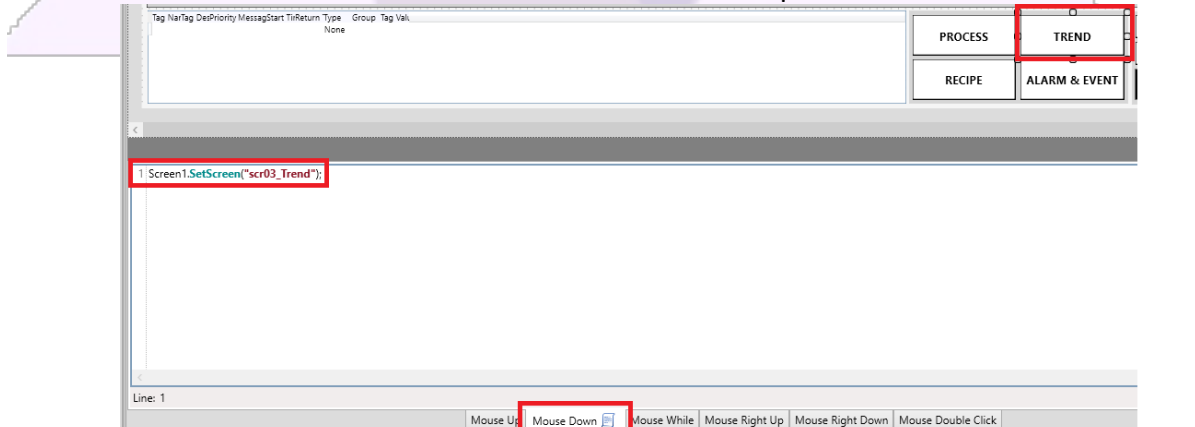 Tag NarTag DesPriority MessagStart TirReturn Type Group Tag Valu
None
PROCESS TREND
RECIPE ALARM & EVENT
1 Screen1.SetScreen("scr03_Trend");
Line: 1
Mouse Up Mouse Down Mouse While Mouse Right Up Mouse Right Down Mouse Double Click